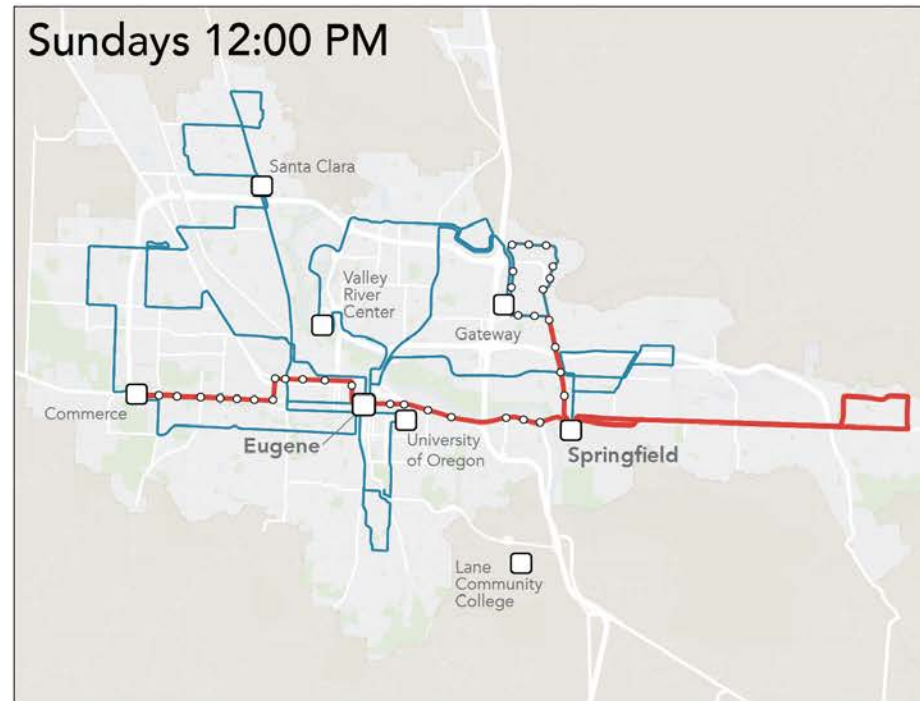 Sundays 12:00 PM
Santa Clara
Valley
River
Center
Gateway
Commerce
Eugene
University
of Oregon
Springfield
Lane
Community
College